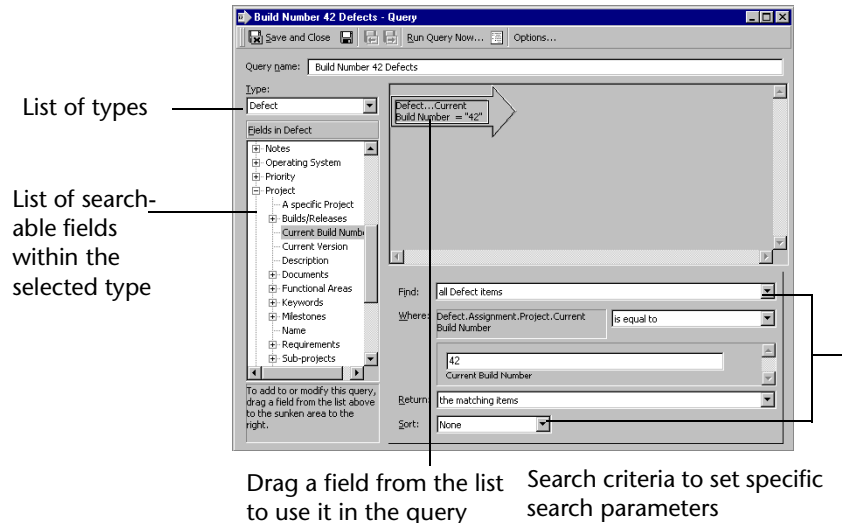 Build Number 42 Defects - Query
Save and Close Run Query Now... Options...
Query name: Build Number 42 Defects
Type:
Defect
Fields in Defect
Notes
Operating System
Priority
Project
A specific Project
Builds/Releases
Current Build Numb
Current Version
Description
Documents
Functional Areas
Keywords
Milestones
Name
Requirements
Sub-projects
To add to or modify this query,
drag a field from the list above
to the sunken area to the
right.
Defect...Current
Build Number = "42"
Find: all Defect items
Where: Defect.Assignment.Project.Current
Build Number
is equal to
42
Current Build Number
Return: the matching items
Sort: None
List of types
List of search-
able fields
within the
selected type
Drag a field from the list
to use it in the query
Search criteria to set specific
search parameters